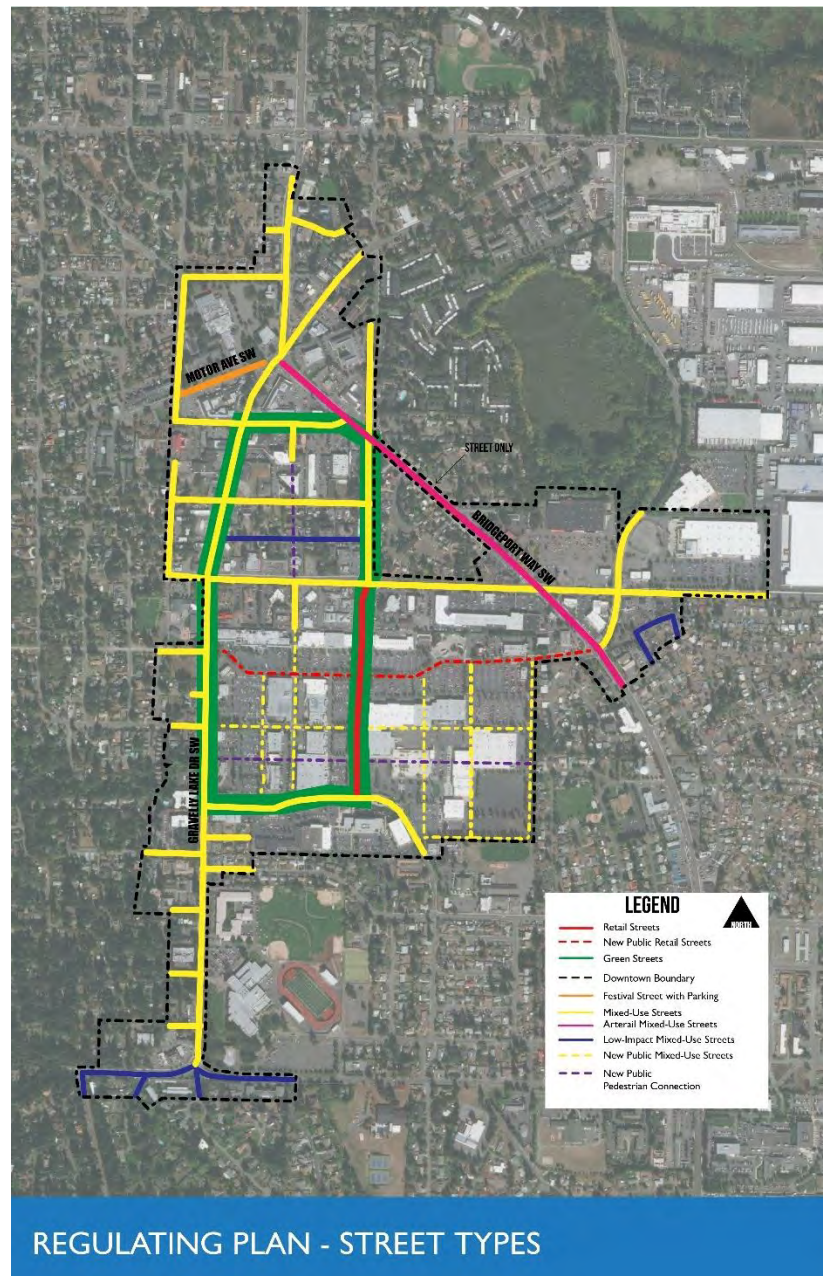 MOTOR AVE SW
STREET ONLY
BRIDGEPORT WAY SW
GRAVELLY LAKE DR SW
LEGEND
NORTH
Retail Streets
New Public Retail Streets
Green Streets
Downtown Boundary
Festival Street with Parking
Mixed-Use Streets
Arterail Mixed-Use Streets
Low-Impact Mixed-Use Streets
New Public Mixed-Use Streets
New Public
Pedestrian Connection
REGULATING PLAN - STREET TYPES